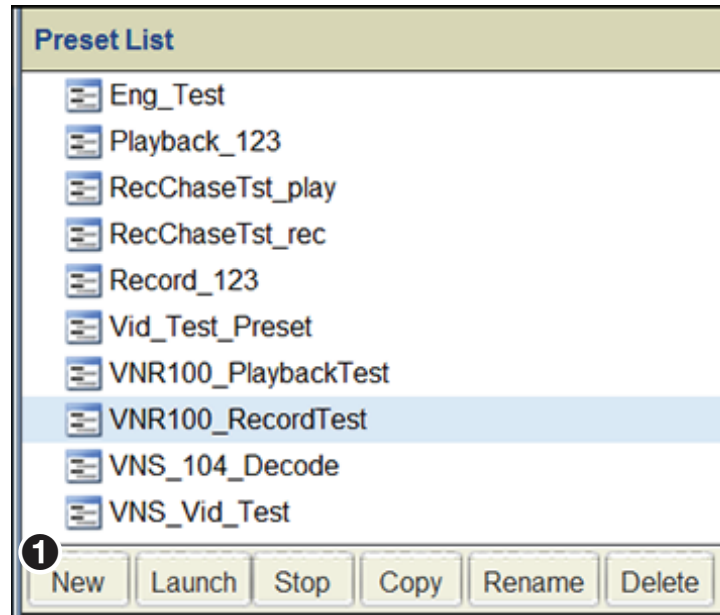 Preset List
Eng_Test
Playback_123
RecChaseTst_play
RecChaseTst_rec
Record_123
Vid_Test_Preset
VNR100_PlaybackTest
VNR100_RecordTest
VNS_104_Decode
VNS_Vid_Test
1
New Launch Stop Copy Rename Delete